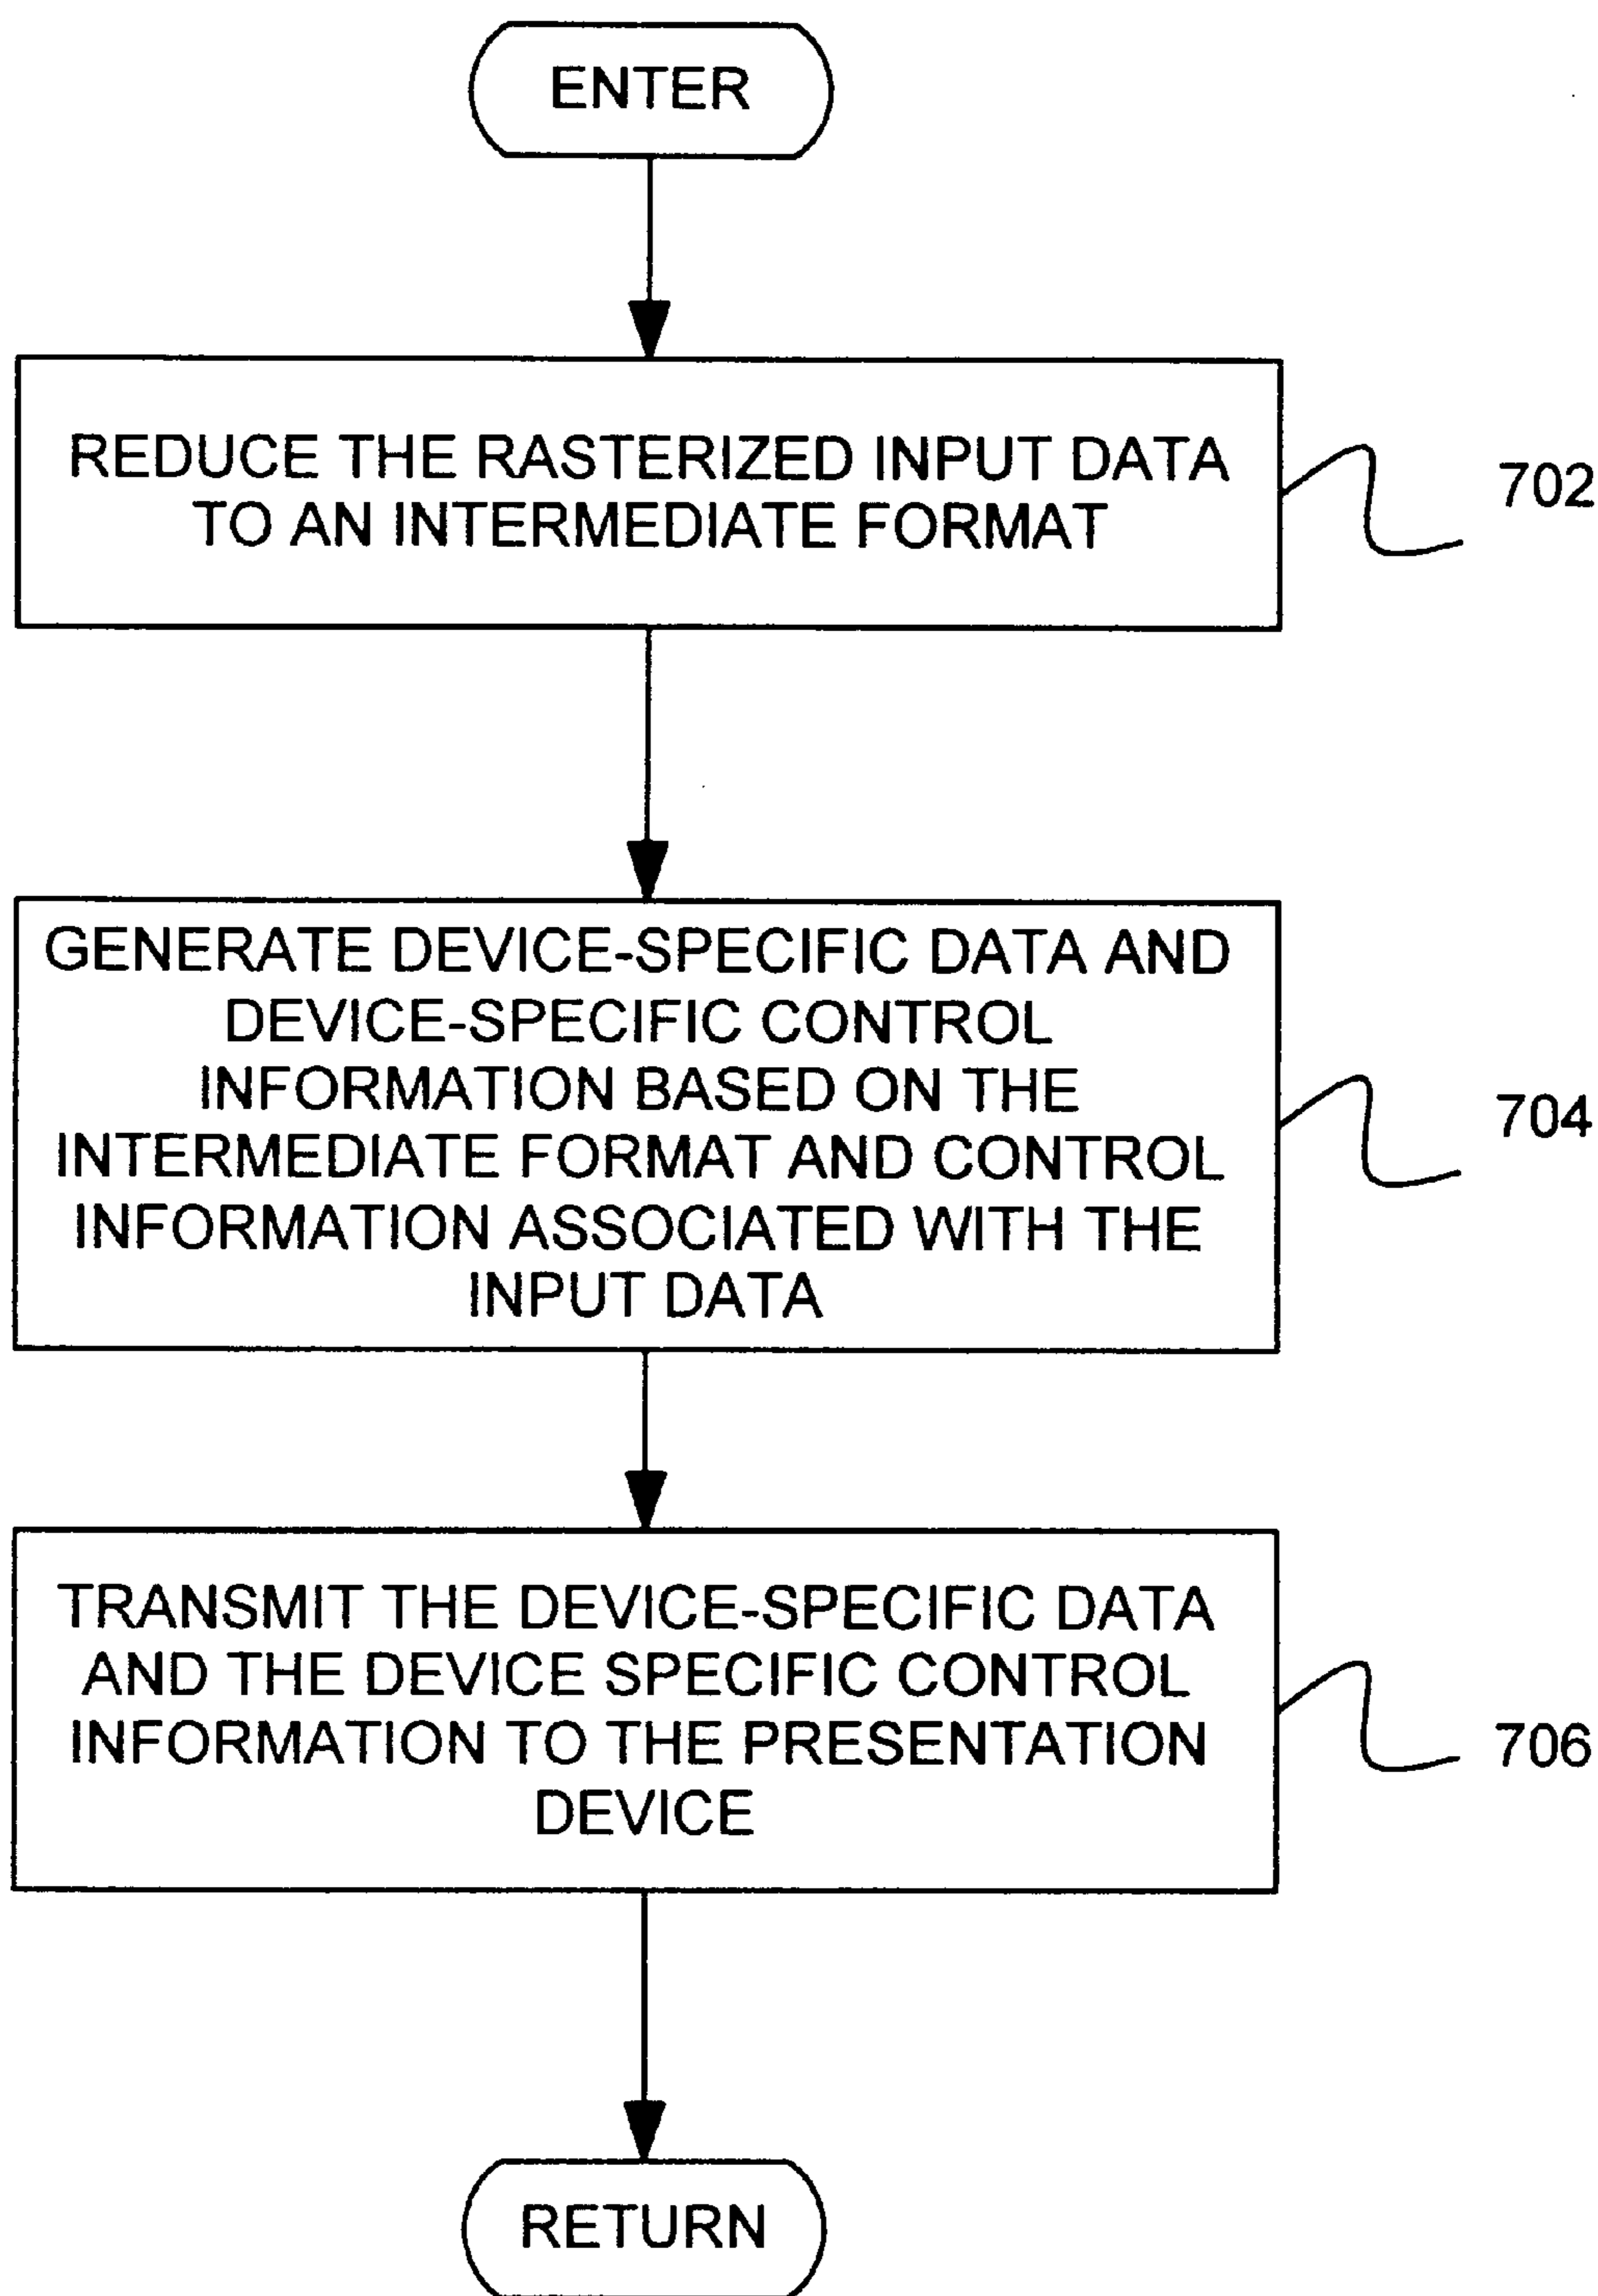 ENTER
REDUCE THE RASTERIZED INPUT DATA
TO AN INTERMEDIATE FORMAT
702
GENERATE DEVICE-SPECIFIC DATA AND
DEVICE-SPECIFIC CONTROL
INFORMATION BASED ON THE
INTERMEDIATE FORMAT AND CONTROL
INFORMATION ASSOCIATED WITH THE
INPUT DATA
704
TRANSMIT THE DEVICE-SPECIFIC DATA
AND THE DEVICE SPECIFIC CONTROL
INFORMATION TO THE PRESENTATION
DEVICE
706
RETURN